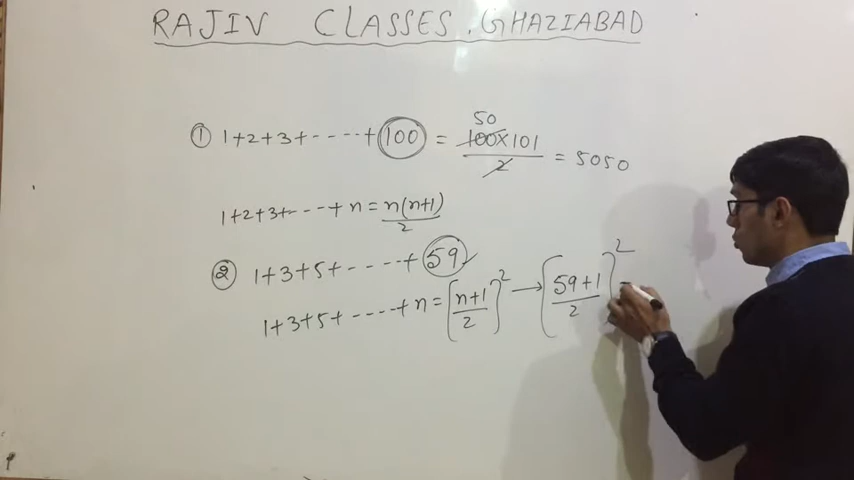 RAJIV CLASSES. GHAZIABAD
① 1+2+3+-----+ 100 = 100×101/2 50 = 5050
1+2+3+-----+ n = n(n+1)/2
② 1+3+5+-----+ 59 ✓
1+3+5+-----+ n = [n+1/2]² → (59+1/2)² =